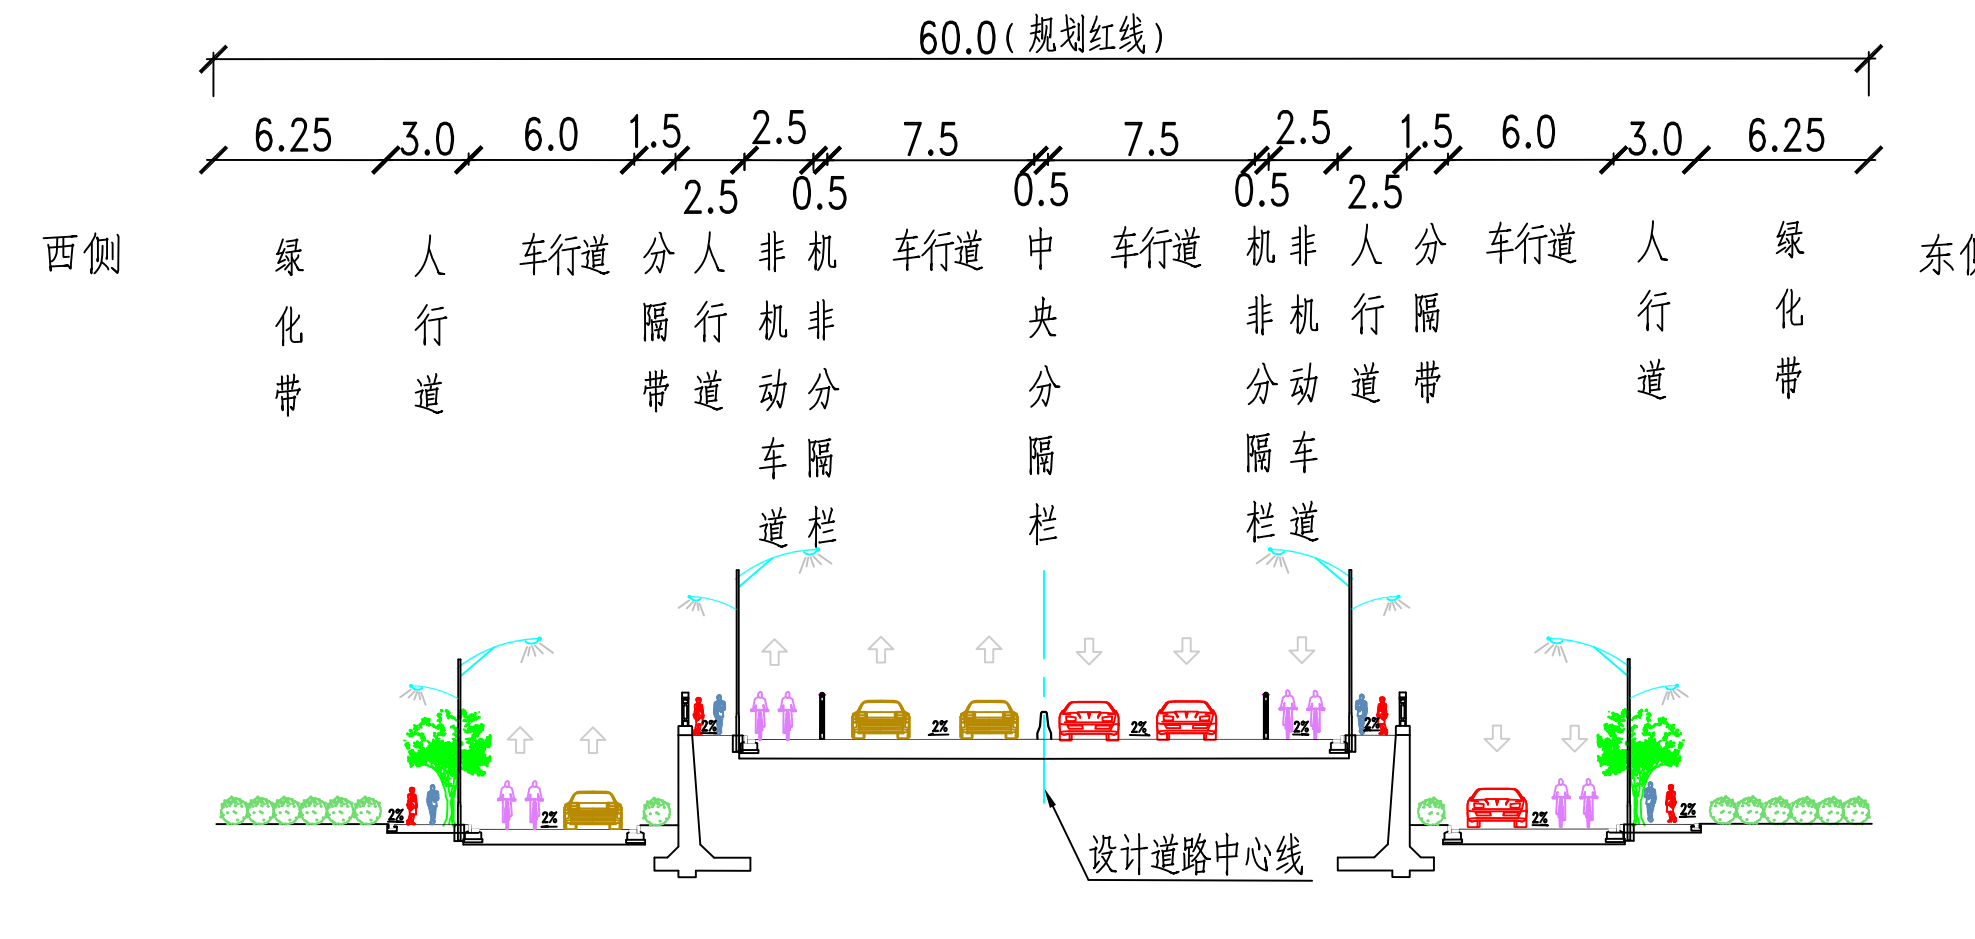 60.0（规划红线）
6.25 3.0 6.0 1.5 2.5 7.5 7.5 2.5 1.5 6.0 3.0 6.25
2.5 0.5 0.5 0.5 2.5
西侧
绿化带
人行道
车行道
分隔带
人行道
非机动车道
机非分隔栏
车行道
中央分隔栏
车行道
机非分隔栏
非机动车道
人行道
分隔带
车行道
人行道
绿化带
东侧
2% 2% 2% 2% 2% 2%
2% 2% 2% 2%
设计道路中心线